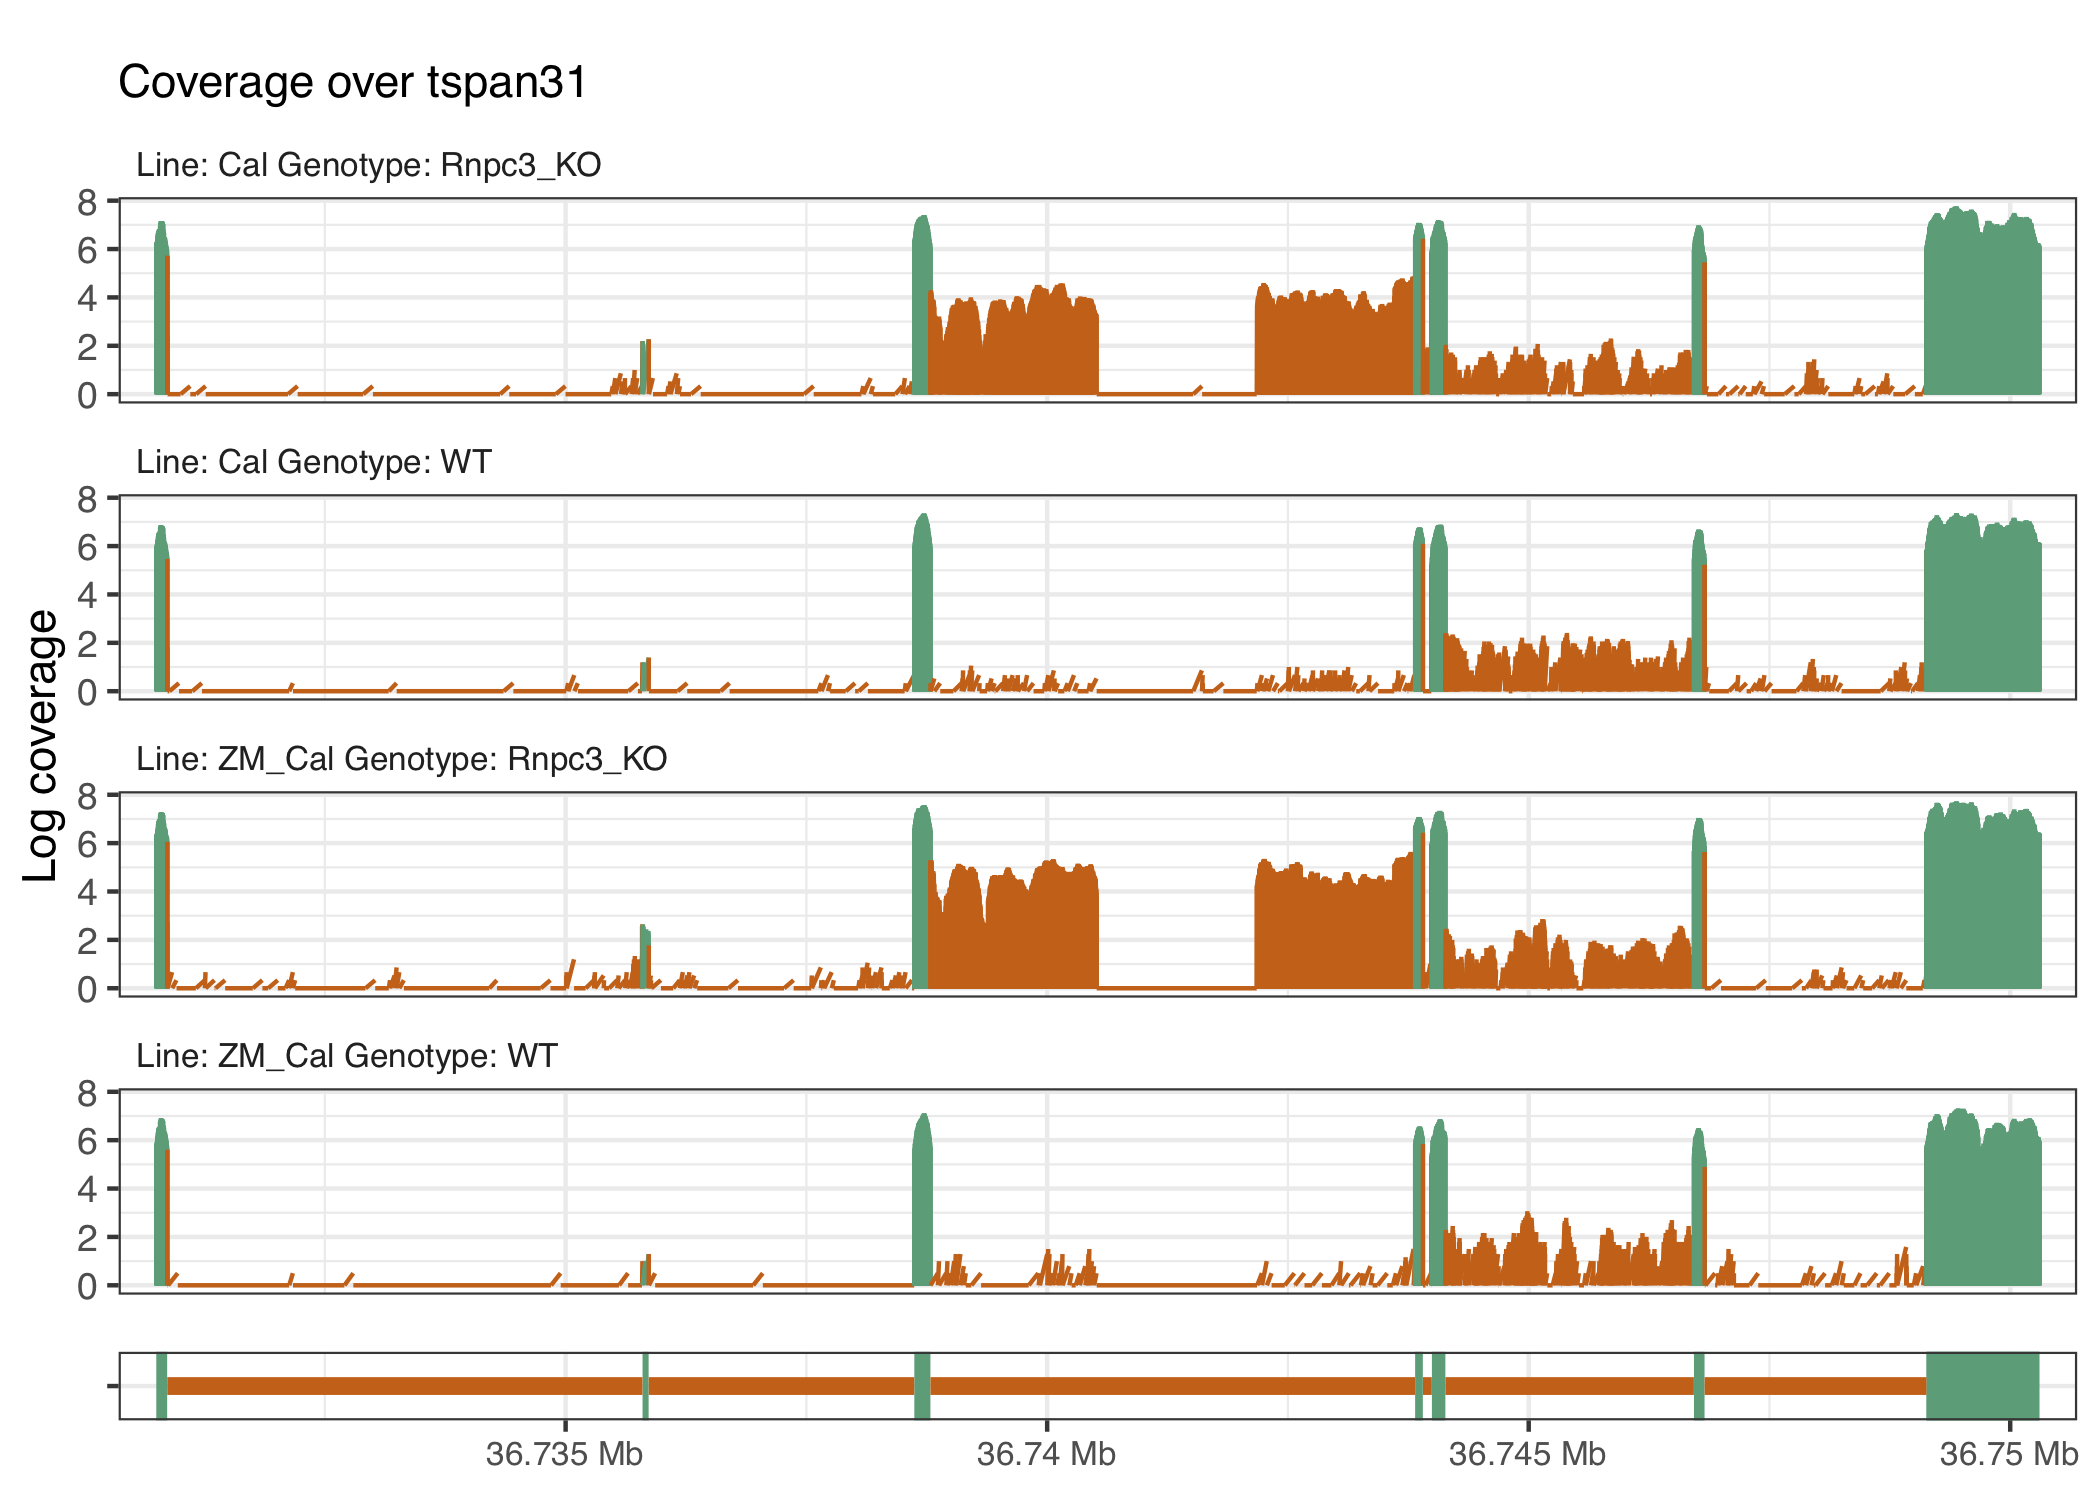 Coverage over tspan31
Line: Cal Genotype: Rnpc3_KO
8
6
4
2
0
Line: Cal Genotype: WT
8
6
4
2
0
Log coverage
Line: ZM_Cal Genotype: Rnpc3_KO
8
6
4
2
0
Line: ZM_Cal Genotype: WT
8
6
4
2
0
36.735 Mb 36.74 Mb 36.745 Mb 36.75 Mb